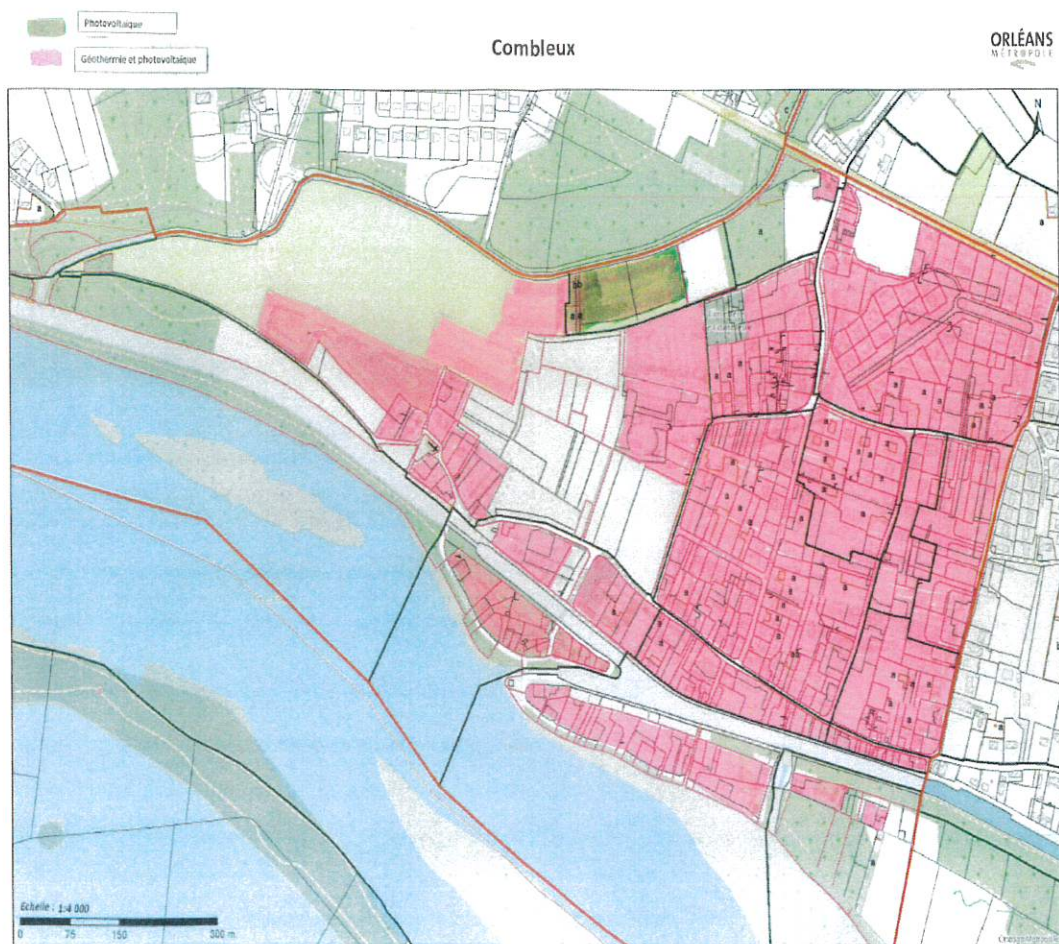 Photovoltaïque
Géothermie et photovoltaïque
Combleux
ORLÉANS
MÉTROPOLE
N
Echelle : 1:4 000
0 75 150 300 m